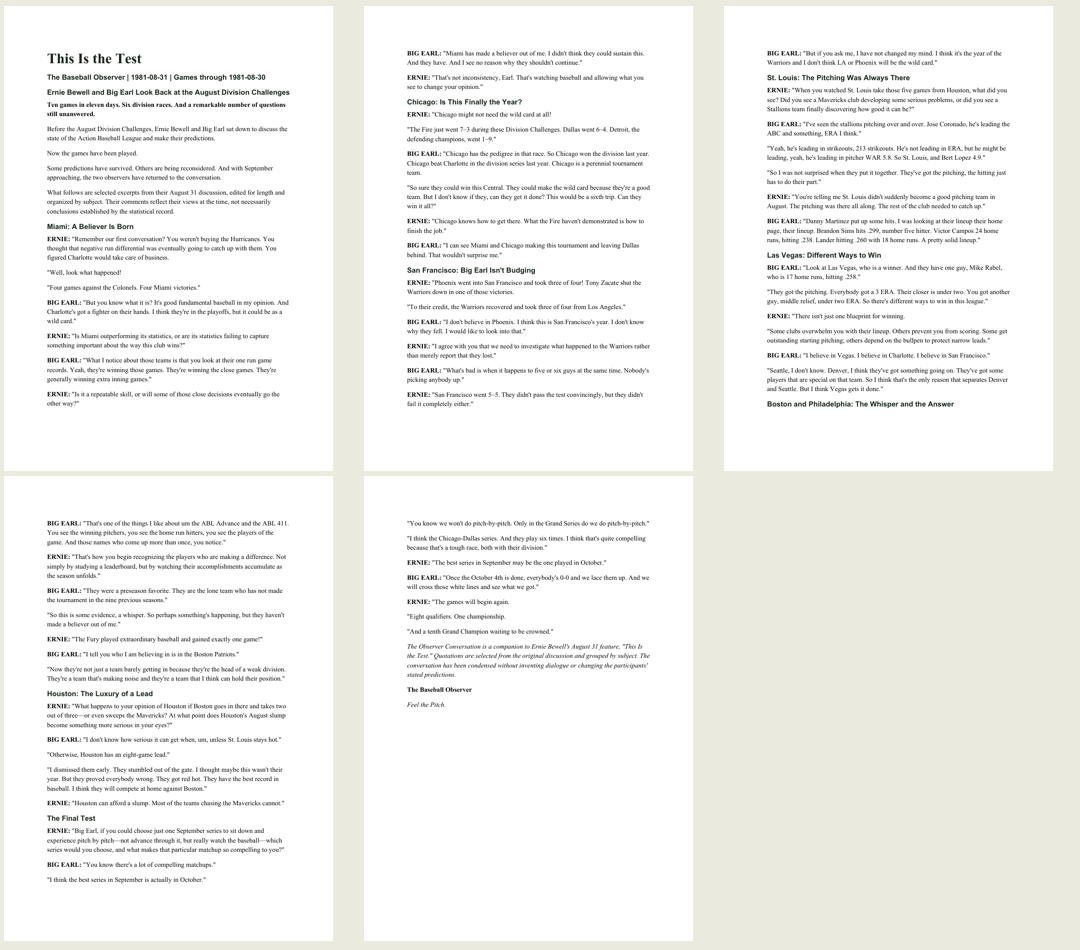 This Is the Test
The Baseball Observer | 1981-08-31 | Games through 1981-08-30
Ernie Bewell and Big Earl Look Back at the August Division Challenges
Ten games in eleven days. Six division races. And a remarkable number of questions
still unanswered.
Before the August Division Challenges, Ernie Bewell and Big Earl sat down to discuss the
state of the Action Baseball League and make their predictions.
Now the games have been played.
Some predictions have survived. Others are being reconsidered. And with September
approaching, the two observers have returned to the conversation.
What follows are selected excerpts from their August 31 discussion, edited for length and
organized by subject. Their comments reflect their views at the time, not necessarily
conclusions established by the statistical record.
Miami: A Believer Is Born
ERNIE: "Remember our first conversation? You weren't buying the Hurricanes. You
thought that negative run differential was eventually going to catch up with them. You
figured Charlotte would take care of business.
"Well, look what happened!
"Four games against the Colonels. Four Miami victories."
BIG EARL: "But you know what it is? It's good fundamental baseball in my opinion. And
Charlotte's got a fighter on their hands. I think they're in the playoffs, but it could be as a
wild card."
ERNIE: "Is Miami outperforming its statistics, or are its statistics failing to capture
something important about the way this club wins?"
BIG EARL: "What I notice about those teams is that you look at their one run game
records. Yeah, they're winning those games. They're winning the close games. They're
generally winning extra inning games."
ERNIE: "Is it a repeatable skill, or will some of those close decisions eventually go the
other way?"
BIG EARL: "Miami has made a believer out of me. I didn't think they could sustain this.
And they have. And I see no reason why they shouldn't continue."
ERNIE: "That's not inconsistency, Earl. That's watching baseball and allowing what you
see to change your opinion."
Chicago: Is This Finally the Year?
ERNIE: "Chicago might not need the wild card at all!
"The Fire just went 7–3 during these Division Challenges. Dallas went 6–4. Detroit, the
defending champions, went 1–9."
BIG EARL: "Chicago has the pedigree in that race. So Chicago won the division last year.
Chicago beat Charlotte in the division series last year. Chicago is a perennial tournament
team.
"So sure they could win this Central. They could make the wild card because they're a good
team. But I don't know if they, can they get it done? This would be a sixth trip. Can they
win it all?"
ERNIE: "Chicago knows how to get there. What the Fire haven't demonstrated is how to
finish the job."
BIG EARL: "I can see Miami and Chicago making this tournament and leaving Dallas
behind. That wouldn't surprise me."
San Francisco: Big Earl Isn't Budging
ERNIE: "Phoenix went into San Francisco and took three of four! Tony Zacate shut the
Warriors down in one of those victories.
"To their credit, the Warriors recovered and took three of four from Los Angeles."
BIG EARL: "I don't believe in Phoenix. I think this is San Francisco's year. I don't know
why they fell. I would like to look into that."
ERNIE: "I agree with you that we need to investigate what happened to the Warriors rather
than merely report that they lost."
BIG EARL: "What's bad is when it happens to five or six guys at the same time. Nobody's
picking anybody up."
ERNIE: "San Francisco went 5–5. They didn't pass the test convincingly, but they didn't
fail it completely either."
BIG EARL: "But if you ask me, I have not changed my mind. I think it's the year of the
Warriors and I don't think LA or Phoenix will be the wild card."
St. Louis: The Pitching Was Always There
ERNIE: "When you watched St. Louis take those five games from Houston, what did you
see? Did you see a Mavericks club developing some serious problems, or did you see a
Stallions team finally discovering how good it can be?"
BIG EARL: "I've seen the stallions pitching over and over. Jose Coronado, he's leading the
ABC and something, ERA I think."
"Yeah, he's leading in strikeouts, 213 strikeouts. He's not leading in ERA, but he might be
leading, yeah, he's leading in pitcher WAR 5.8. So St. Louis, and Bert Lopez 4.9."
"So I was not surprised when they put it together. They've got the pitching, the hitting just
has to do their part."
ERNIE: "You're telling me St. Louis didn't suddenly become a good pitching team in
August. The pitching was there all along. The rest of the club needed to catch up."
BIG EARL: "Danny Martinez put up some hits. I was looking at their lineup their home
page, their lineup. Brandon Sims hits .299, number five hitter. Victor Campos 24 home
runs, hitting .238. Lander hitting .260 with 18 home runs. A pretty solid lineup."
Las Vegas: Different Ways to Win
BIG EARL: "Look at Las Vegas, who is a winner. And they have one guy, Mike Rabel,
who is 17 home runs, hitting .258."
"They got the pitching. Everybody got a 3 ERA. Their closer is under two. You got another
guy, middle relief, under two ERA. So there's different ways to win in this league."
ERNIE: "There isn't just one blueprint for winning.
"Some clubs overwhelm you with their lineup. Others prevent you from scoring. Some get
outstanding starting pitching; others depend on the bullpen to protect narrow leads."
BIG EARL: "I believe in Vegas. I believe in Charlotte. I believe in San Francisco."
"Seattle, I don't know. Denver, I think they've got something going on. They've got some
players that are special on that team. So I think that's the only reason that separates Denver
and Seattle. But I think Vegas gets it done."
Boston and Philadelphia: The Whisper and the Answer
BIG EARL: "That's one of the things I like about um the ABL Advance and the ABL 411.
You see the winning pitchers, you see the home run hitters, you see the players of the
game. And those names who come up more than once, you notice."
ERNIE: "That's how you begin recognizing the players who are making a difference. Not
simply by studying a leaderboard, but by watching their accomplishments accumulate as
the season unfolds."
BIG EARL: "They were a preseason favorite. They are the lone team who has not made
the tournament in the nine previous seasons."
"So this is some evidence, a whisper. So perhaps something's happening, but they haven't
made a believer out of me."
ERNIE: "The Fury played extraordinary baseball and gained exactly one game!"
BIG EARL: "I tell you who I am believing in is in the Boston Patriots."
"Now they're not just a team barely getting in because they're the head of a weak division.
They're a team that's making noise and they're a team that I think can hold their position."
Houston: The Luxury of a Lead
ERNIE: "What happens to your opinion of Houston if Boston goes in there and takes two
out of three—or even sweeps the Mavericks? At what point does Houston's August slump
become something more serious in your eyes?"
BIG EARL: "I don't know how serious it can get when, um, unless St. Louis stays hot."
"Otherwise, Houston has an eight-game lead."
"I dismissed them early. They stumbled out of the gate. I thought maybe this wasn't their
year. But they proved everybody wrong. They got red hot. They have the best record in
baseball. I think they will compete at home against Boston."
ERNIE: "Houston can afford a slump. Most of the teams chasing the Mavericks cannot."
The Final Test
ERNIE: "Big Earl, if you could choose just one September series to sit down and
experience pitch by pitch—not advance through it, but really watch the baseball—which
series would you choose, and what makes that particular matchup so compelling to you?"
BIG EARL: "You know there's a lot of compelling matchups."
"I think the best series in September is actually in October."
"You know we won't do pitch-by-pitch. Only in the Grand Series do we do pitch-by-pitch."
"I think the Chicago-Dallas series. And they play six times. I think that's quite compelling
because that's a tough race, both with their division."
ERNIE: "The best series in September may be the one played in October."
BIG EARL: "Once the October 4th is done, everybody's 0-0 and we lace them up. And we
will cross those white lines and see what we got."
ERNIE: "The games will begin again.
"Eight qualifiers. One championship.
"And a tenth Grand Champion waiting to be crowned."
The Observer Conversation is a companion to Ernie Bewell's August 31 feature, "This Is
the Test." Quotations are selected from the original discussion and grouped by subject. The
conversation has been condensed without inventing dialogue or changing the participants'
stated predictions.
The Baseball Observer
Feel the Pitch.